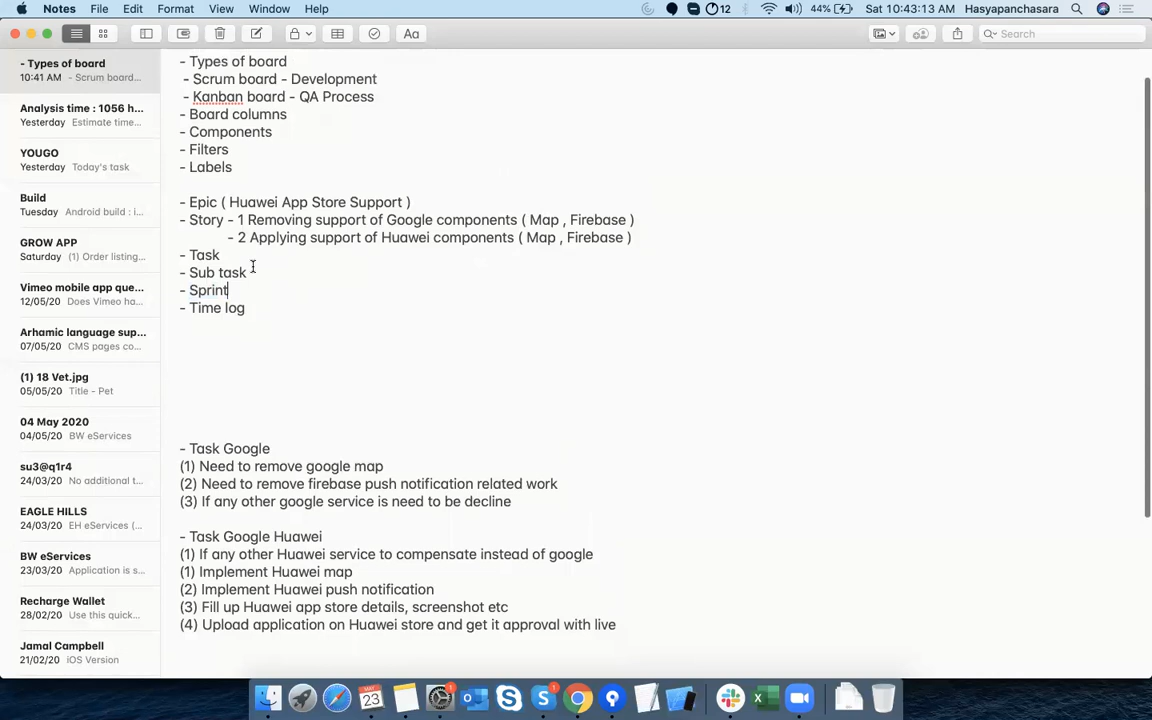 Notes File Edit Format View Window Help 12 44% Sat 10:43:13 AM Hasyapanchasara
Aa Search
- Types of board
10:41 AM - Scrum board...
Analysis time : 1056 h...
Yesterday Estimate time...
YOUGO
Yesterday Today's task
Build
Tuesday Android build : i...
GROW APP
Saturday (1) Order listing...
Vimeo mobile app que...
12/05/20 Does Vimeo ha...
Arhamic language sup...
07/05/20 CMS pages co...
(1) 18 Vet.jpg
05/05/20 Title - Pet
04 May 2020
04/05/20 BW eServices
su3@q1r4
24/03/20 No additional t...
EAGLE HILLS
24/03/20 EH eServices (...
BW eServices
23/03/20 Application is s...
Recharge Wallet
28/02/20 Use this quick...
Jamal Campbell
21/02/20 iOS Version
- Types of board
- Scrum board - Development
- Kanban board - QA Process
- Board columns
- Components
- Filters
- Labels
- Epic ( Huawei App Store Support )
- Story - 1 Removing support of Google components ( Map , Firebase )
- 2 Applying support of Huawei components ( Map , Firebase )
- Task
- Sub task
- Sprint
- Time log
- Task Google
(1) Need to remove google map
(2) Need to remove firebase push notification related work
(3) If any other google service is need to be decline
- Task Google Huawei
(1) If any other Huawei service to compensate instead of google
(1) Implement Huawei map
(2) Implement Huawei push notification
(3) Fill up Huawei app store details, screenshot etc
(4) Upload application on Huawei store and get it approval with live
MAY
23
1
1